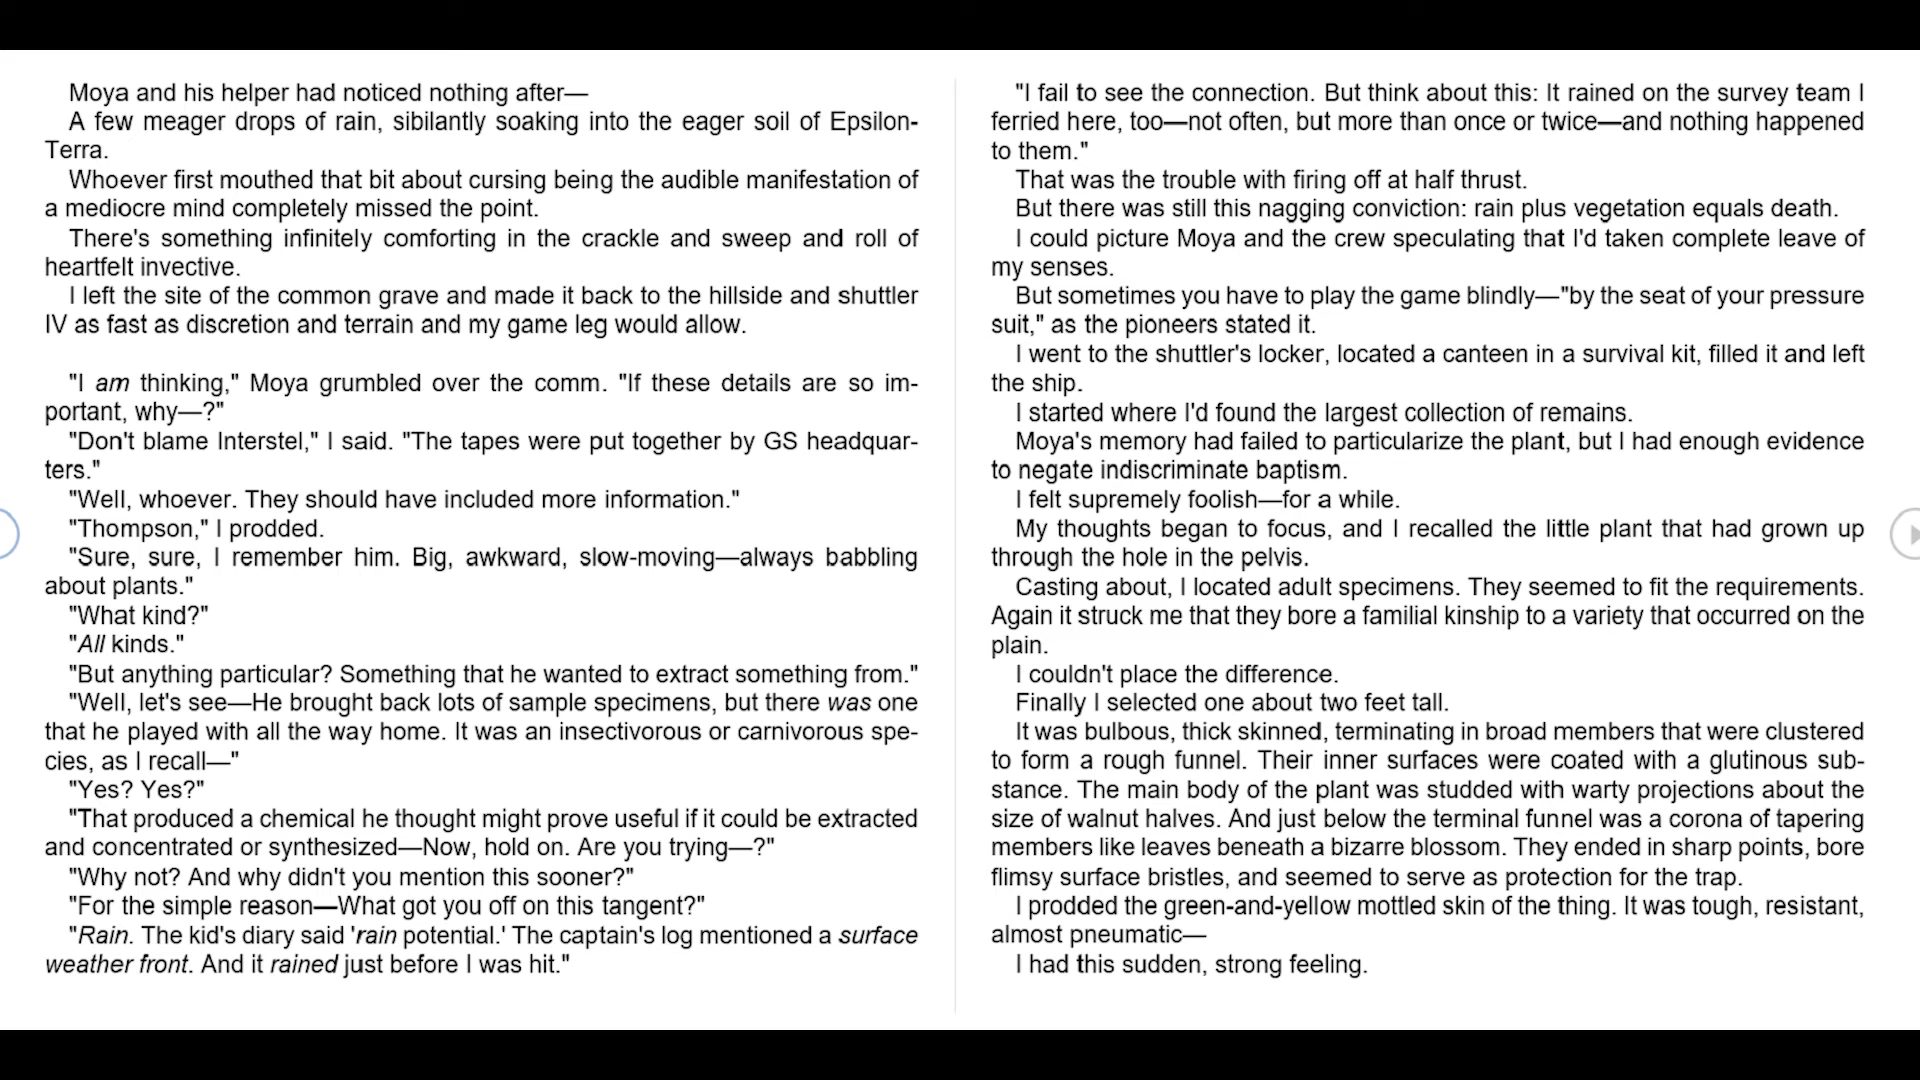 Moya and his helper had noticed nothing after—
A few meager drops of rain, sibilantly soaking into the eager soil of Epsilon-
Terra.
Whoever first mouthed that bit about cursing being the audible manifestation of
a mediocre mind completely missed the point.
There's something infinitely comforting in the crackle and sweep and roll of
heartfelt invective.
I left the site of the common grave and made it back to the hillside and shuttler
IV as fast as discretion and terrain and my game leg would allow.
"I am thinking," Moya grumbled over the comm. "If these details are so im-
portant, why—?"
"Don't blame Interstel," I said. "The tapes were put together by GS headquar-
ters."
"Well, whoever. They should have included more information."
"Thompson," I prodded.
"Sure, sure, I remember him. Big, awkward, slow-moving—always babbling
about plants."
"What kind?"
"All kinds."
"But anything particular? Something that he wanted to extract something from."
"Well, let's see—He brought back lots of sample specimens, but there was one
that he played with all the way home. It was an insectivorous or carnivorous spe-
cies, as I recall—"
"Yes? Yes?"
"That produced a chemical he thought might prove useful if it could be extracted
and concentrated or synthesized—Now, hold on. Are you trying—?"
"Why not? And why didn't you mention this sooner?"
"For the simple reason—What got you off on this tangent?"
"Rain. The kid's diary said 'rain potential.' The captain's log mentioned a surface
weather front. And it rained just before I was hit."
"I fail to see the connection. But think about this: It rained on the survey team I
ferried here, too—not often, but more than once or twice—and nothing happened
to them."
That was the trouble with firing off at half thrust.
But there was still this nagging conviction: rain plus vegetation equals death.
I could picture Moya and the crew speculating that I'd taken complete leave of
my senses.
But sometimes you have to play the game blindly—"by the seat of your pressure
suit," as the pioneers stated it.
I went to the shuttler's locker, located a canteen in a survival kit, filled it and left
the ship.
I started where I'd found the largest collection of remains.
Moya's memory had failed to particularize the plant, but I had enough evidence
to negate indiscriminate baptism.
I felt supremely foolish—for a while.
My thoughts began to focus, and I recalled the little plant that had grown up
through the hole in the pelvis.
Casting about, I located adult specimens. They seemed to fit the requirements.
Again it struck me that they bore a familial kinship to a variety that occurred on the
plain.
I couldn't place the difference.
Finally I selected one about two feet tall.
It was bulbous, thick skinned, terminating in broad members that were clustered
to form a rough funnel. Their inner surfaces were coated with a glutinous sub-
stance. The main body of the plant was studded with warty projections about the
size of walnut halves. And just below the terminal funnel was a corona of tapering
members like leaves beneath a bizarre blossom. They ended in sharp points, bore
flimsy surface bristles, and seemed to serve as protection for the trap.
I prodded the green-and-yellow mottled skin of the thing. It was tough, resistant,
almost pneumatic—
I had this sudden, strong feeling.